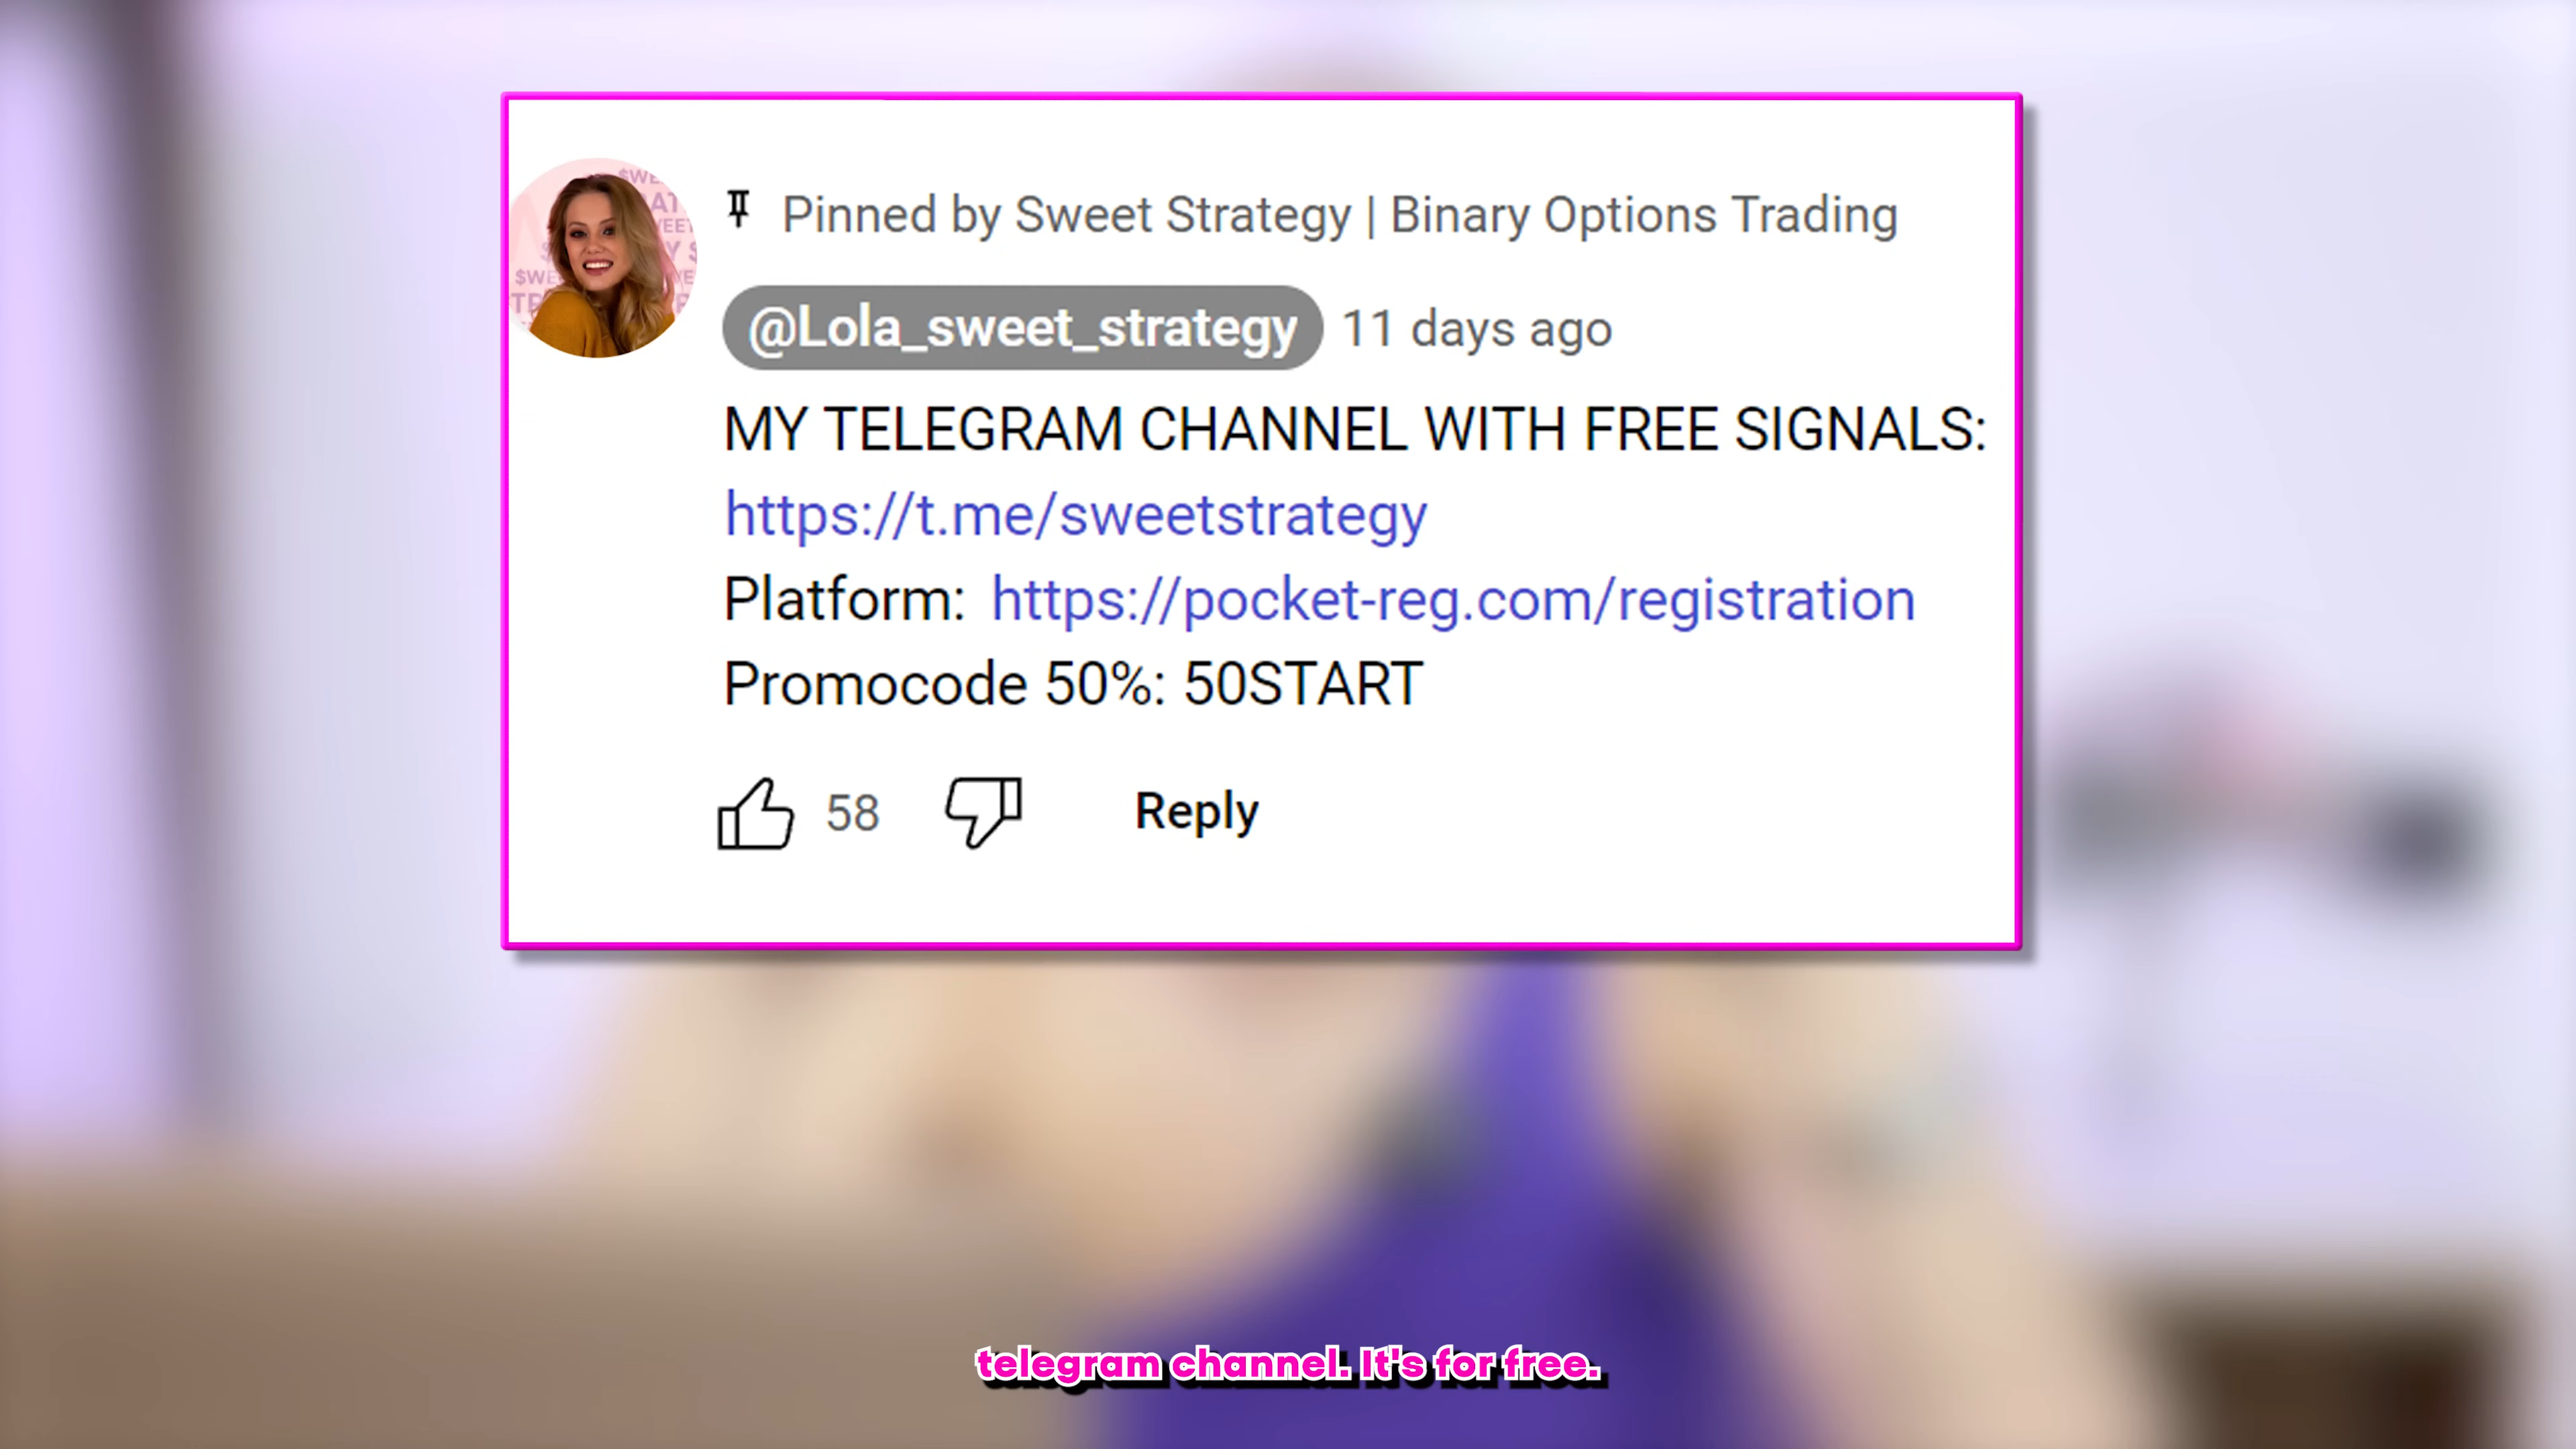 Pinned by Sweet Strategy | Binary Options Trading
@Lola_sweet_strategy 11 days ago
MY TELEGRAM CHANNEL WITH FREE SIGNALS:
https://t.me/sweetstrategy
Platform: https://pocket-reg.com/registration
Promocode 50%: 50START
58 Reply
telegram channel. It's for free.